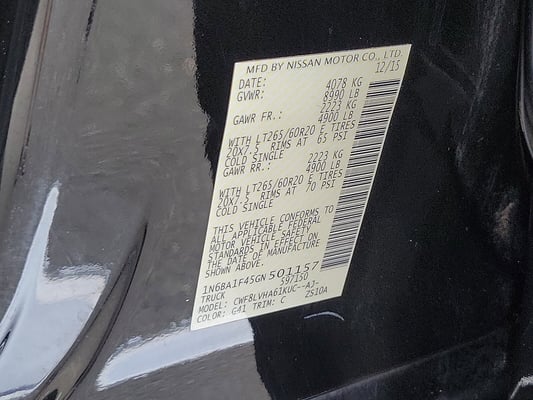 MFD BY NISSAN MOTOR CO., LTD.
DATE: 12/15
GVWR: 4078 KG
8990 LB
GAWR FR.: 2223 KG
4900 LB
WITH LT265/60R20 E TIRES
20X7.5 RIMS AT 65 PSI
COLD SINGLE
GAWR RR.: 2223 KG
4900 LB
WITH LT265/60R20 E TIRES
20X7.5 RIMS AT 70 PSI
COLD SINGLE
THIS VEHICLE CONFORMS TO
ALL APPLICABLE FEDERAL
MOTOR VEHICLE SAFETY
STANDARDS IN EFFECT ON
THE DATE OF MANUFACTURE
SHOWN ABOVE.
1N6BA1F45GN501157
TRUCK 597150
MODEL: CWF8LVHA61KUC--AJ-
COLOR: G41 TRIM: C ZS10A